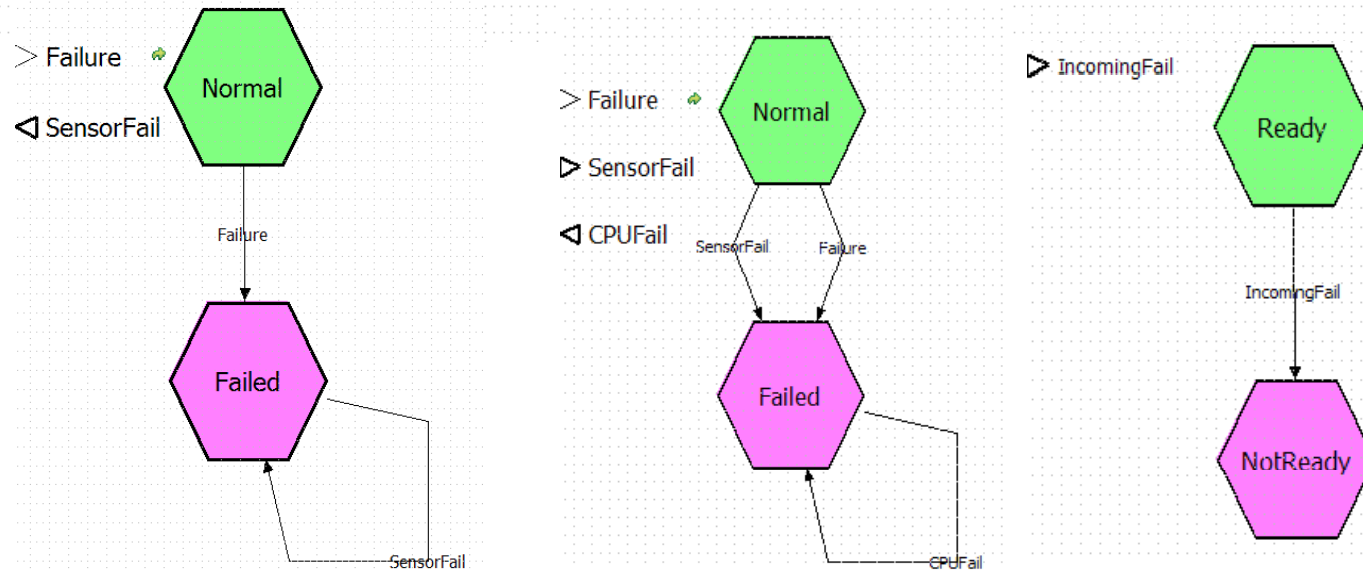 Failure
Normal
SensorFail
Failure
Failed
SensorFail
Failure
Normal
SensorFail
CPUFail
SensorFail
Failure
Failed
CPUFail
IncomingFail
Ready
IncomingFail
NotReady